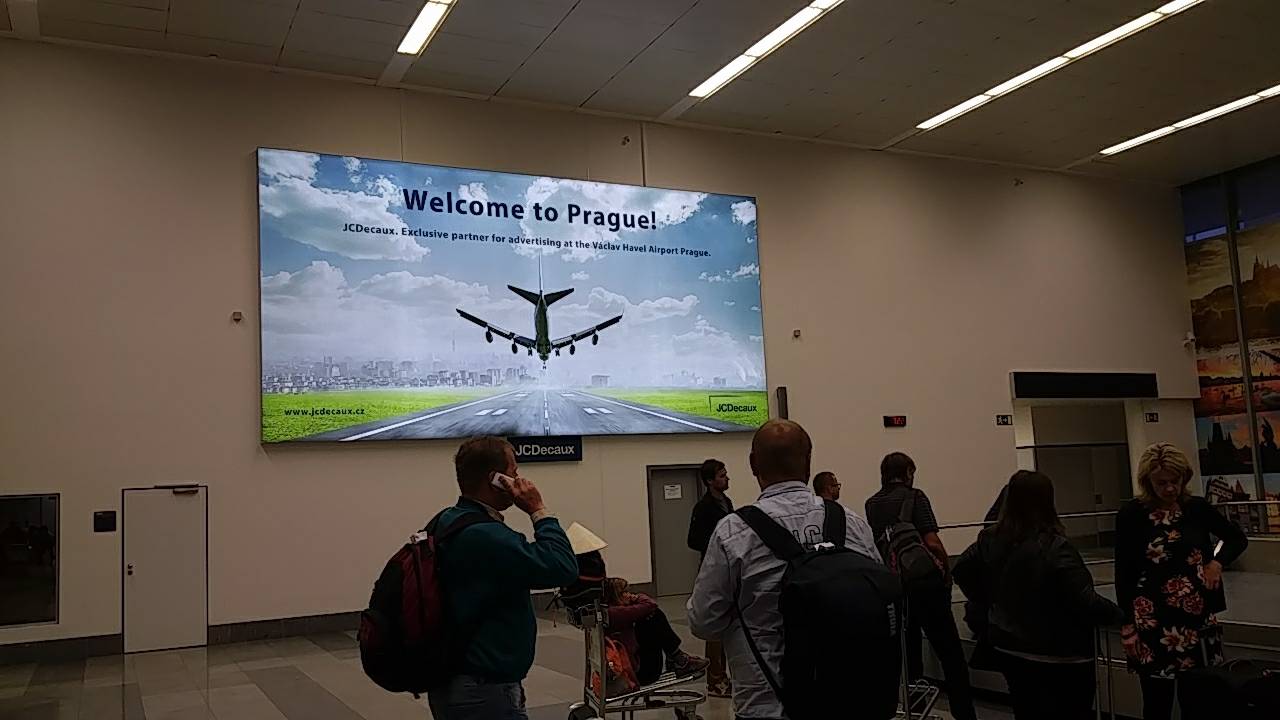 Welcome to Prague!
JCDecaux. Exclusive partner for advertising at the Václav Havel Airport Prague.
www.jcdecaux.cz
JCDecaux
JCDecaux